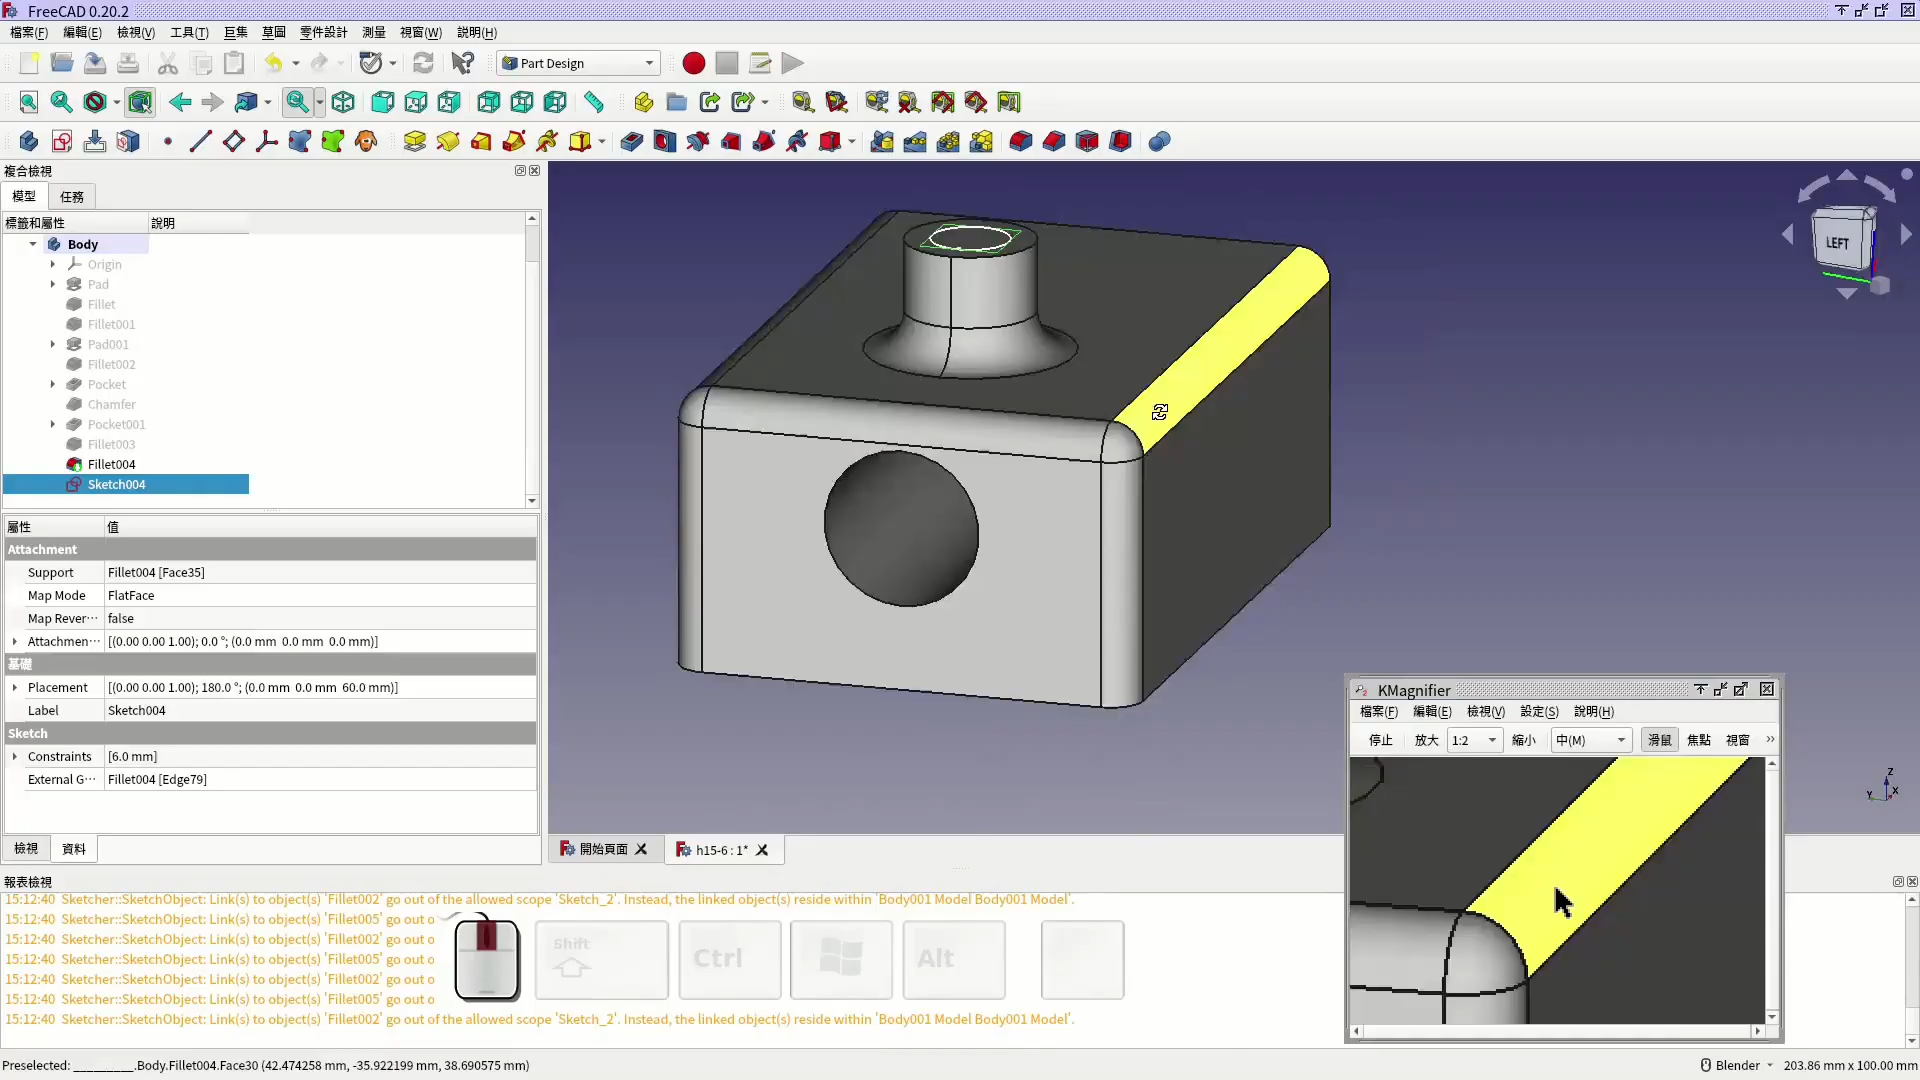 FreeCAD 0.20.2
檔案(F) 編輯(E) 檢視(V) 工具(T) 巨集 草圖 零件設計 測量 視窗(W) 說明(H)
Part Design
複合檢視
模型 任務
標籤和屬性 說明
Body
Origin
Pad
Fillet
Fillet001
Pad001
Fillet002
Pocket
Chamfer
Pocket001
Fillet003
Fillet004
Sketch004
屬性 值
Attachment
Support Fillet004 [Face35]
Map Mode FlatFace
Map Rever··· false
Attachmen··· [(0.00 0.00 1.00); 0.0 °; (0.0 mm 0.0 mm 0.0 mm)]
基礎
Placement [(0.00 0.00 1.00); 180.0 °; (0.0 mm 0.0 mm 60.0 mm)]
Label Sketch004
Sketch
Constraints [6.0 mm]
External G··· Fillet004 [Edge79]
檢視 資料
LEFT
Z
Y X
開始頁面 h15-6 : 1*
KMagnifier
檔案(F) 編輯(E) 檢視(V) 設定(S) 說明(H)
停止 放大 1:2 縮小 中(M) 滑鼠 焦點 視窗 »
報表檢視
15:12:40 Sketcher::SketchObject: Link(s) to object(s) 'Fillet002' go out of the allowed scope 'Sketch_2'. Instead, the linked object(s) reside within 'Body001 Model Body001 Model'.
15:12:40 Sketcher::SketchObject: Link(s) to object(s) 'Fillet005' go out o
15:12:40 Sketcher::SketchObject: Link(s) to object(s) 'Fillet002' go out o
15:12:40 Sketcher::SketchObject: Link(s) to object(s) 'Fillet005' go out o
15:12:40 Sketcher::SketchObject: Link(s) to object(s) 'Fillet002' go out o
15:12:40 Sketcher::SketchObject: Link(s) to object(s) 'Fillet005' go out o
15:12:40 Sketcher::SketchObject: Link(s) to object(s) 'Fillet002' go out of the allowed scope 'Sketch_2'. Instead, the linked object(s) reside within 'Body001 Model Body001 Model'.
Shift Ctrl Alt
Preselected: _________.Body.Fillet004.Face30 (42.474258 mm, -35.922199 mm, 38.690575 mm)
Blender 203.86 mm x 100.00 mm